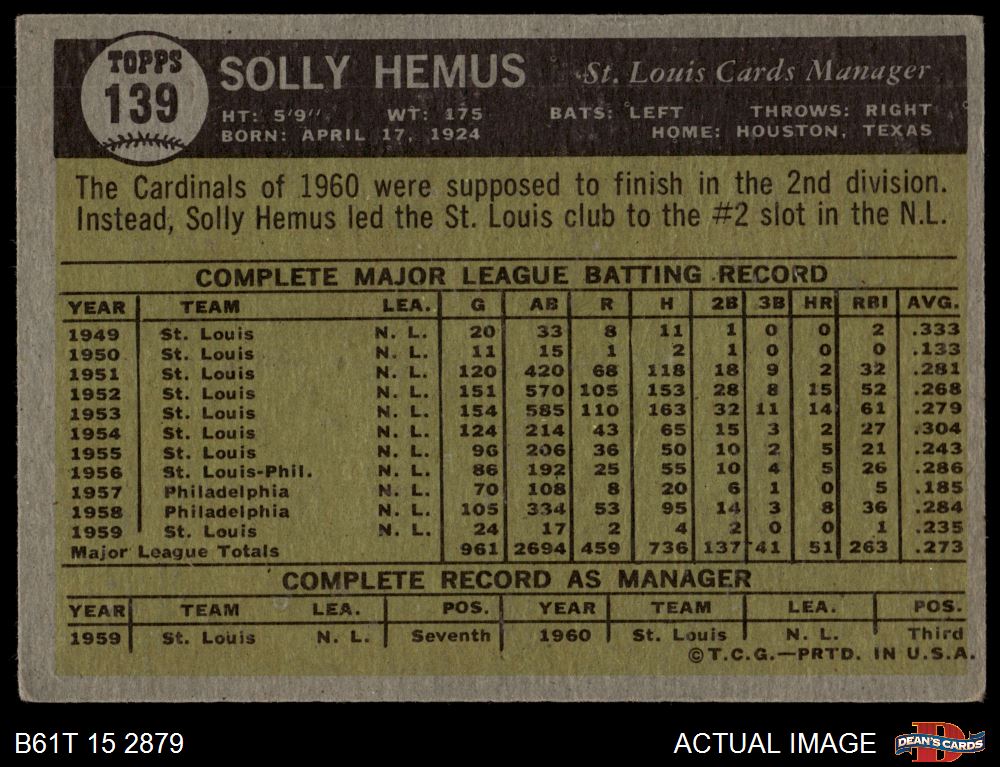 TOPPS
139
SOLLY HEMUS St. Louis Cards Manager
HT: 5'9" WT: 175 BATS: LEFT THROWS: RIGHT
BORN: APRIL 17, 1924 HOME: HOUSTON, TEXAS
The Cardinals of 1960 were supposed to finish in the 2nd division.
Instead, Solly Hemus led the St. Louis club to the #2 slot in the N.L.
COMPLETE MAJOR LEAGUE BATTING RECORD
YEAR TEAM LEA. G AB R H 2B 3B HR RBI AVG.
1949 St. Louis N. L. 20 33 8 11 1 0 0 2 .333
1950 St. Louis N. L. 11 15 1 2 1 0 0 0 .133
1951 St. Louis N. L. 120 420 68 118 18 9 2 32 .281
1952 St. Louis N. L. 151 570 105 153 28 8 15 52 .268
1953 St. Louis N. L. 154 585 110 163 32 11 14 61 .279
1954 St. Louis N. L. 124 214 43 65 15 3 2 27 .304
1955 St. Louis N. L. 96 206 36 50 10 2 5 21 .243
1956 St. Louis-Phil. N. L. 86 192 25 55 10 4 5 26 .286
1957 Philadelphia N. L. 70 108 8 20 6 1 0 5 .185
1958 Philadelphia N. L. 105 334 53 95 14 3 8 36 .284
1959 St. Louis N. L. 24 17 2 4 2 0 0 1 .235
Major League Totals 961 2694 459 736 137 41 51 263 .273
COMPLETE RECORD AS MANAGER
YEAR TEAM LEA. POS. YEAR TEAM LEA. POS.
1959 St. Louis N. L. Seventh 1960 St. Louis N. L. Third
©T.C.G.—PRTD. IN U.S.A.
B61T 15 2879 ACTUAL IMAGE DEAN'S CARDS